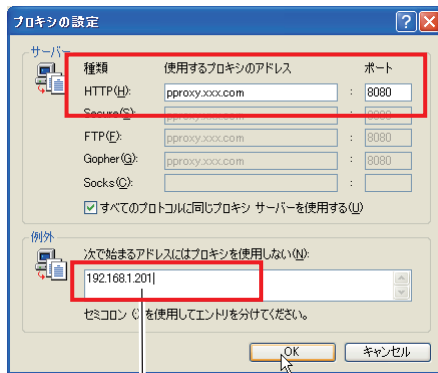 プロキシの設定
サーバー
種類 使用するプロキシのアドレス ポート
HTTP(H): pproxy.xxx.com : 8080
Secure(S): pproxy.xxx.com : 8080
FTP(F): pproxy.xxx.com : 8080
Gopher(G): pproxy.xxx.com : 8080
Socks(C): :
すべてのプロトコルに同じプロキシ サーバーを使用する(U)
例外
次で始まるアドレスにはプロキシを使用しない(N):
192.168.1.201
セミコロン (;) を使用してエントリを分けてください。
OK キャンセル